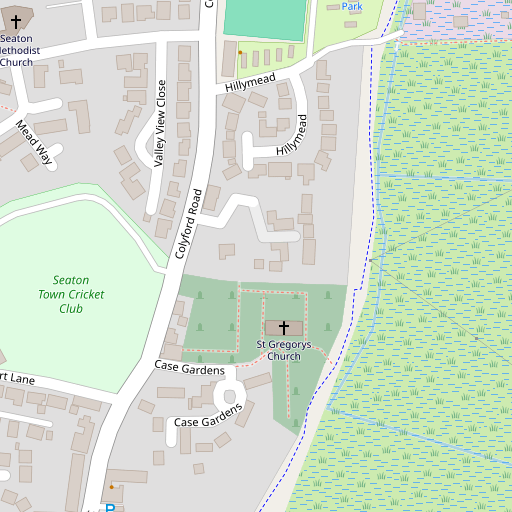 Park
Seaton
Methodist
Church
Hillymead
Valley View Close
Hillymead
Mead Way
Colyford Road
Seaton
Town Cricket
Club
St Gregorys
Church
Case Gardens
Case Gardens
Lane
P